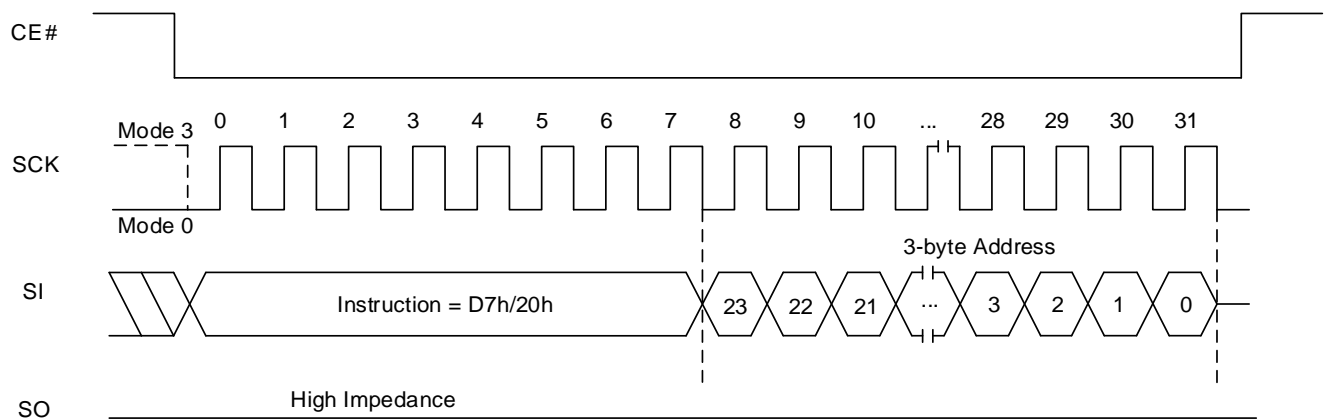 CE#
Mode 3
0 1 2 3 4 5 6 7 8 9 10 ... 28 29 30 31
SCK
Mode 0
3-byte Address
SI
Instruction = D7h/20h 23 22 21 ... 3 2 1 0
High Impedance
SO